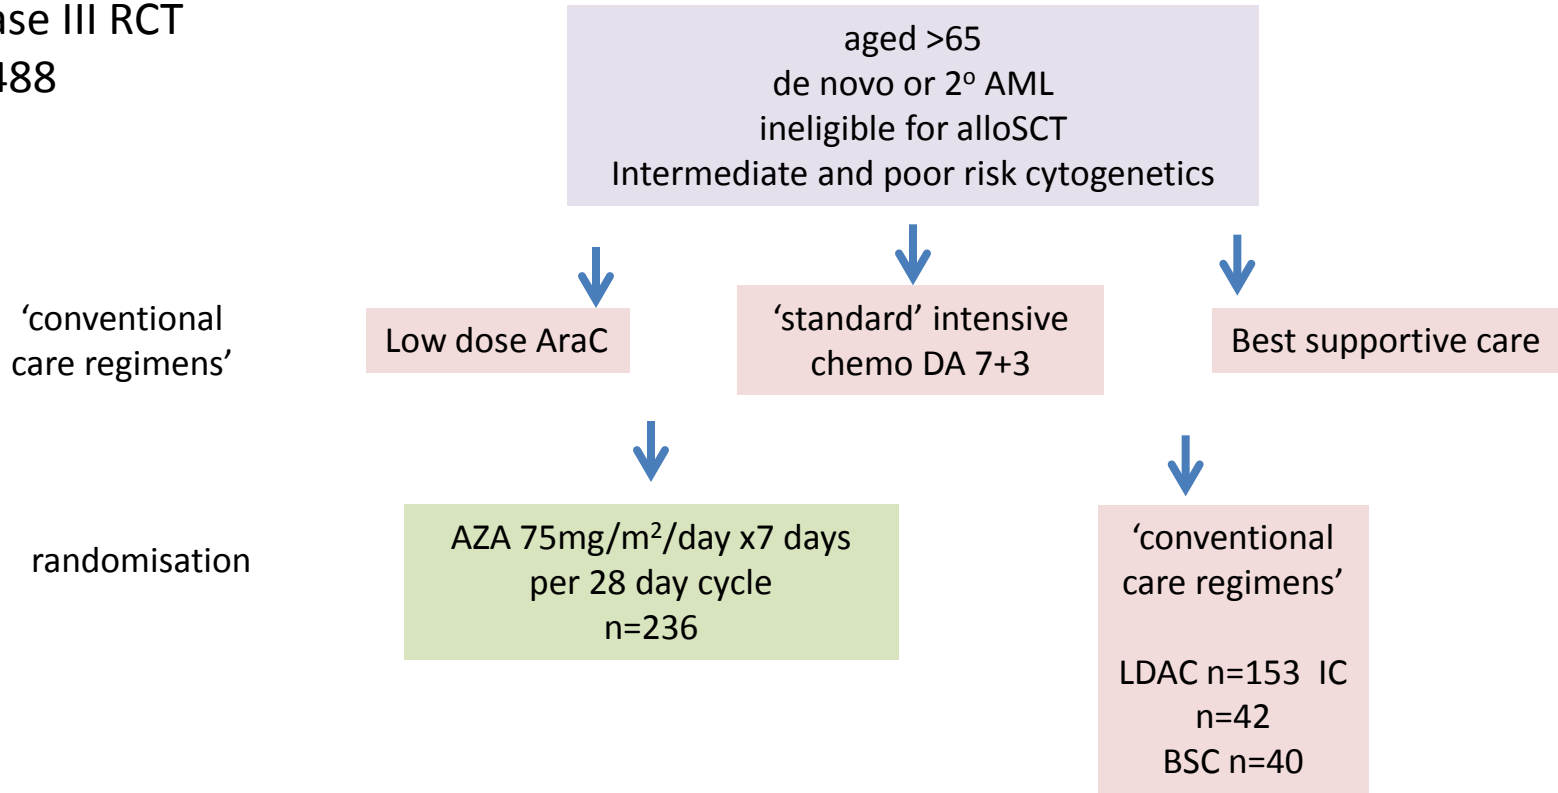 ase III RCT
488
aged >65
de novo or 2º AML
ineligible for alloSCT
Intermediate and poor risk cytogenetics
‘conventional
care regimens’
Low dose AraC
‘standard’ intensive
chemo DA 7+3
Best supportive care
randomisation
AZA 75mg/m²/day x7 days
per 28 day cycle
n=236
‘conventional
care regimens’
LDAC n=153 IC
n=42
BSC n=40